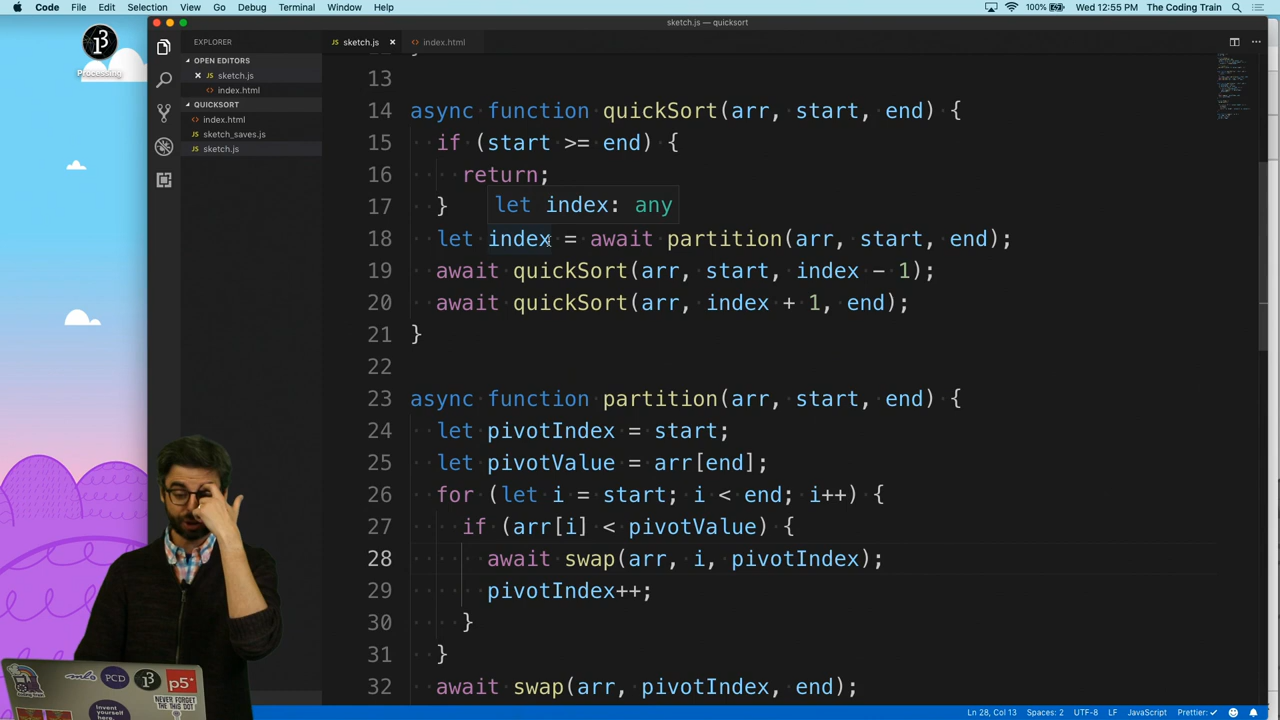 Code File Edit Selection View Go Debug Terminal Window Help
100% Wed 12:55 PM The Coding Train
sketch.js — quicksort
Processing
EXPLORER
OPEN EDITORS
sketch.js
index.html
QUICKSORT
index.html
sketch_saves.js
sketch.js
sketch.js index.html
13
14 async function quickSort(arr, start, end) {
15 if (start >= end) {
16 return;
17 }
let index: any
18 let index = await partition(arr, start, end);
19 await quickSort(arr, start, index - 1);
20 await quickSort(arr, index + 1, end);
21 }
22
23 async function partition(arr, start, end) {
24 let pivotIndex = start;
25 let pivotValue = arr[end];
26 for (let i = start; i < end; i++) {
27 if (arr[i] < pivotValue) {
28 await swap(arr, i, pivotIndex);
29 pivotIndex++;
30 }
31 }
32 await swap(arr, pivotIndex, end);
PCD
p5*
Invent yourself here.
NEVER FORGET THE THIS DOT
Ln 28, Col 13 Spaces: 2 UTF-8 LF JavaScript Prettier: ✓